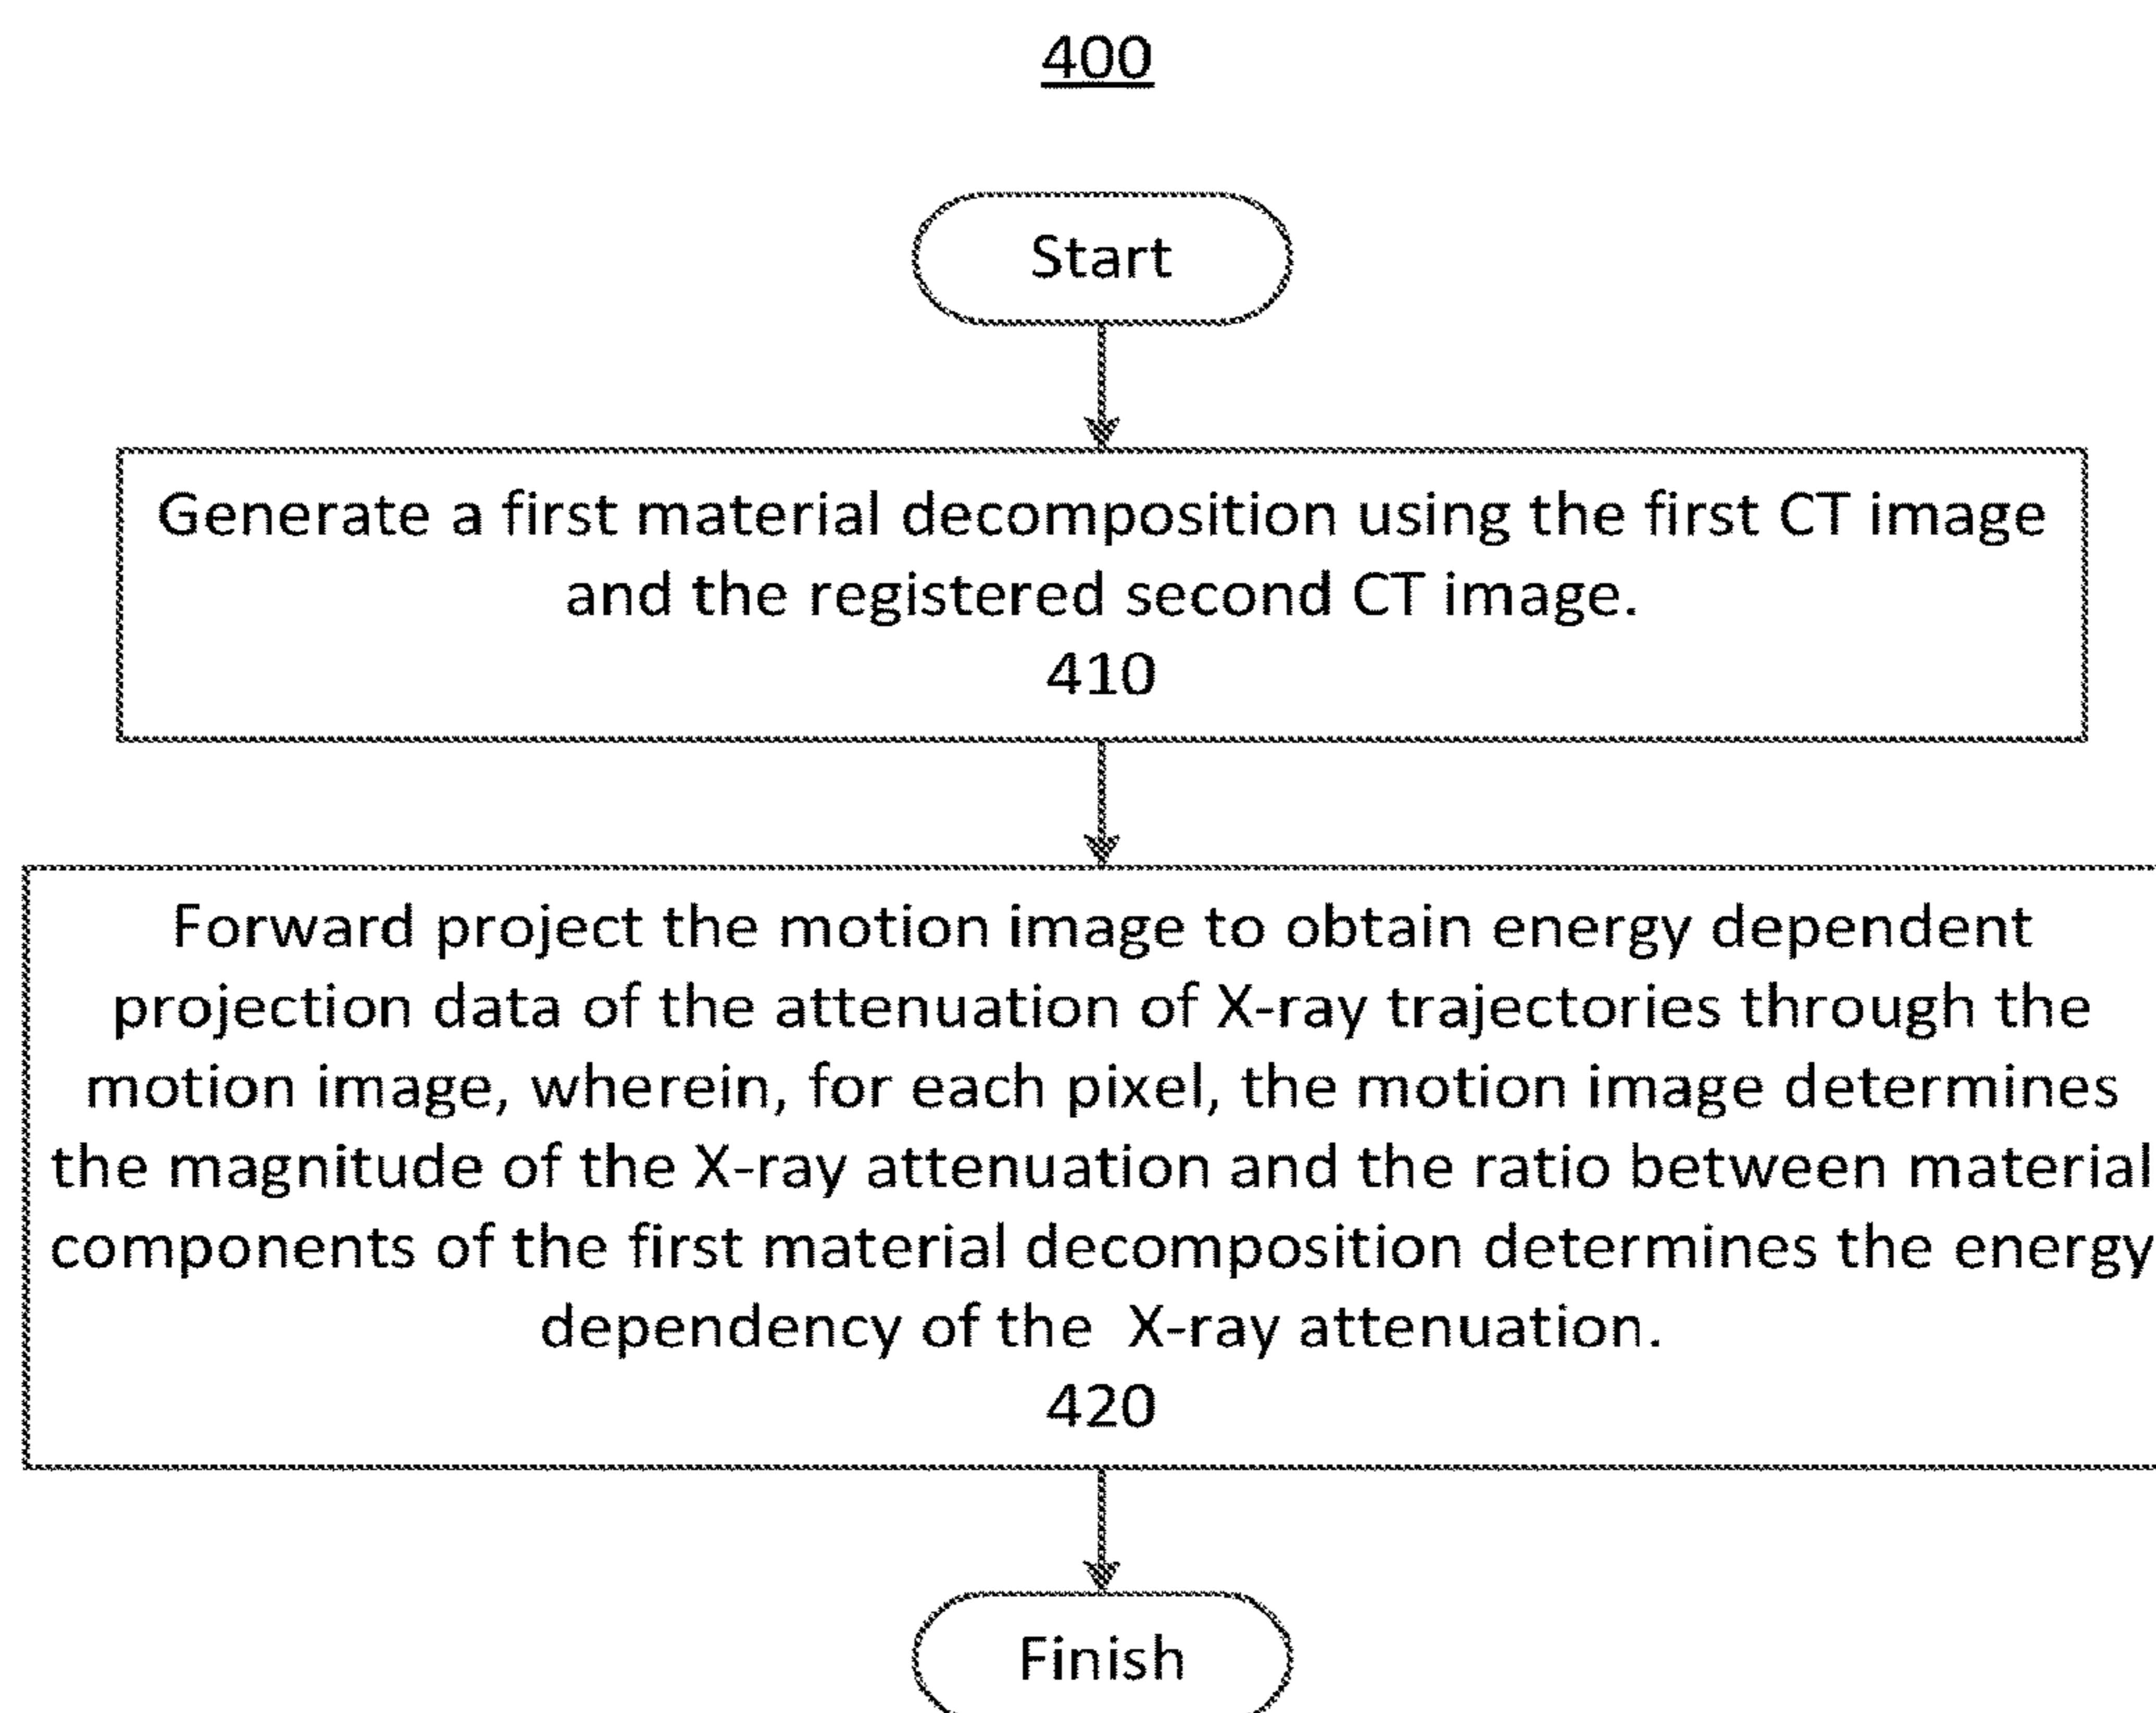 400
Start
Generate a first material decomposition using the first CT image
and the registered second CT image.
410
Forward project the motion image to obtain energy dependent
projection data of the attenuation of X-ray trajectories through the
motion image, wherein, for each pixel, the motion image determines
the magnitude of the X-ray attenuation and the ratio between material
components of the first material decomposition determines the energy
dependency of the  X-ray attenuation.
420
Finish